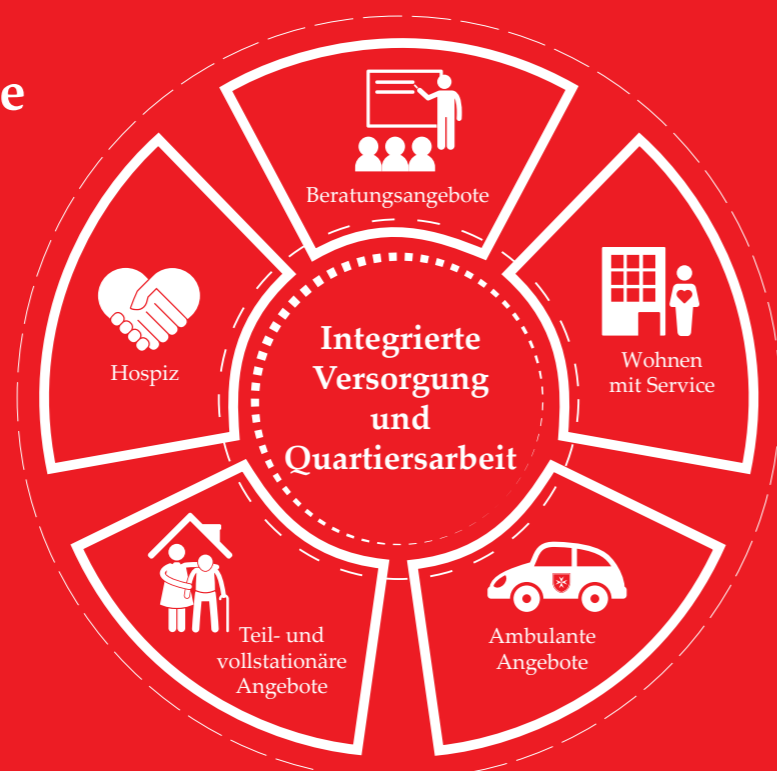 e
Beratungsangebote
Wohnen
mit Service
Ambulante
Angebote
Teil- und
vollstationäre
Angebote
Hospiz
Integrierte
Versorgung
und
Quartiersarbeit